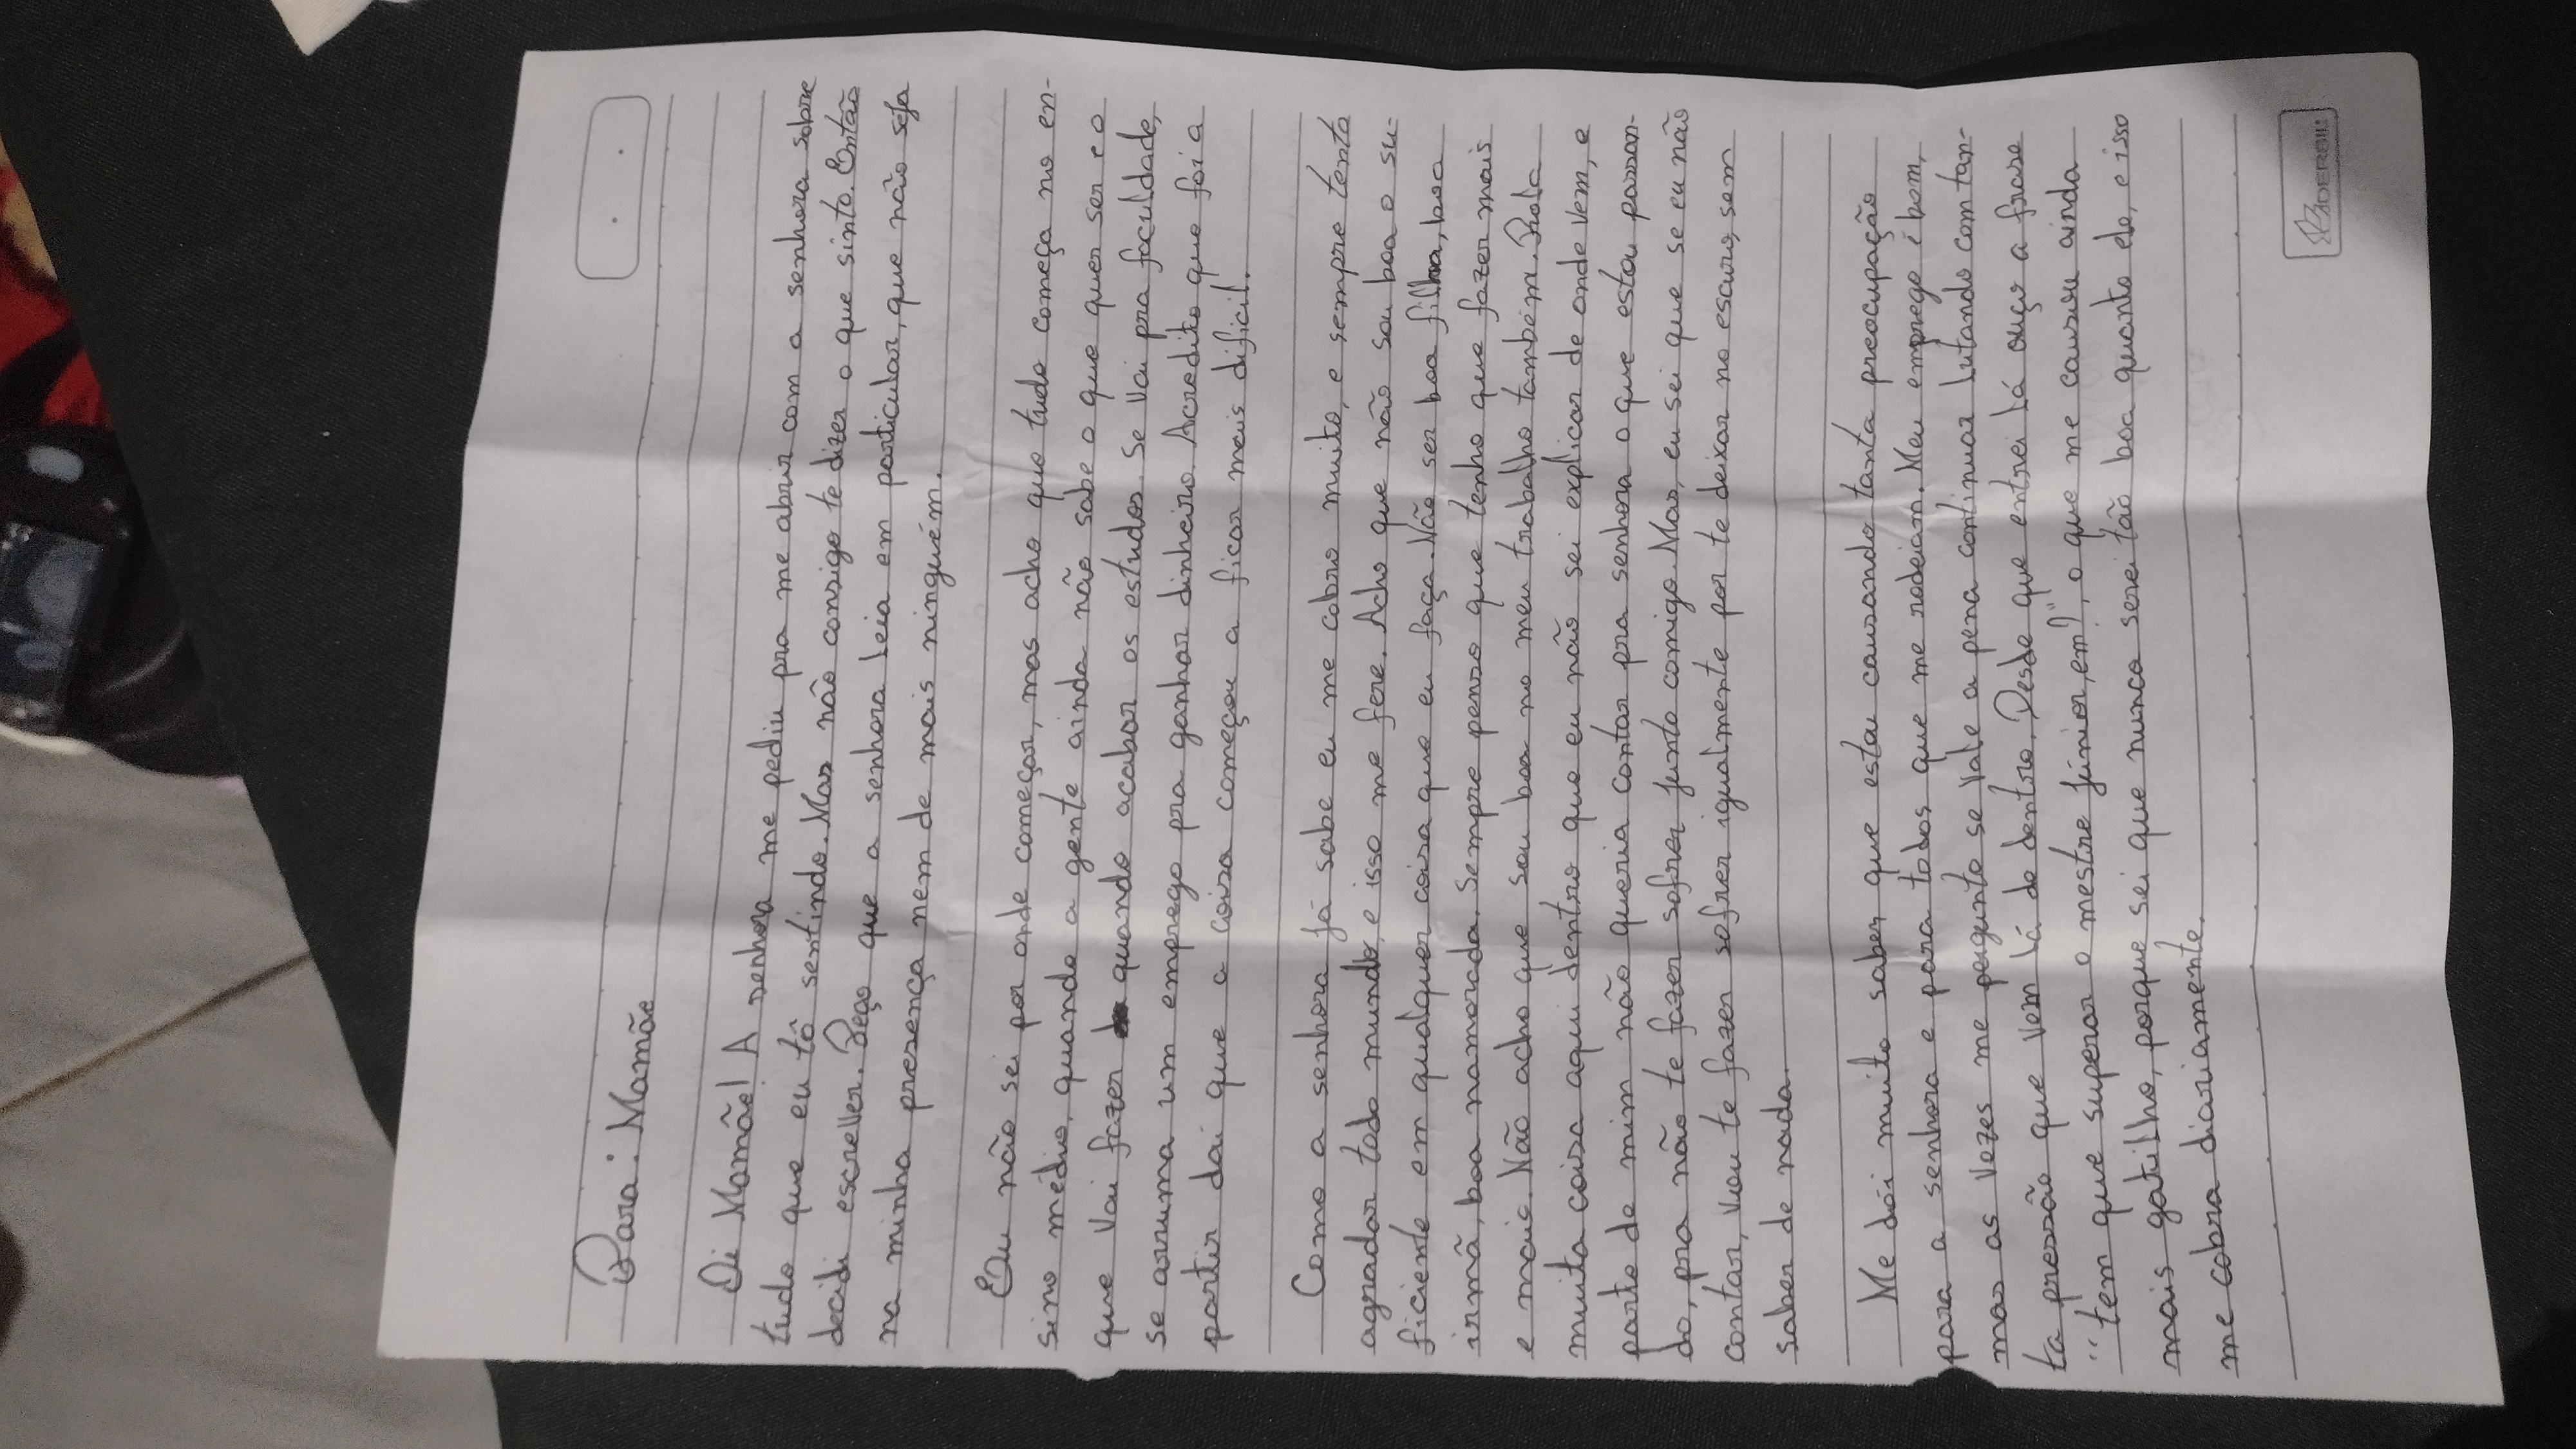 Para: Mamãe
Oi Mamãe! A senhora me pediu pra me abrir com a senhora sobre
tudo que eu tô sentindo. Mas não consigo te dizer o que sinto. Então
decidi escrever. Peço que a senhora leia em particular, que não seja
na minha presença nem de mais ninguém.
Eu não sei por onde começar, mas acho que tudo começa no en-
sino médio, quando a gente ainda não sabe o que quer ser e o
que vai fazer quando acabar os estudos. Se vai pra faculdade,
se arruma um emprego pra ganhar dinheiro. Acredito que foi a
partir daí que a coisa começou a ficar mais difícil.
Como a senhora já sabe eu me cobro muito, e sempre tento
agradar todo mundo, e isso me fere. Acho que não sou boa o su-
ficiente em qualquer coisa que eu faça. Não ser boa filha, boa
irmã, boa namorada. Sempre penso que tenho que fazer mais
e mais. Não acho que sou boa no meu trabalho também. Rola
muita coisa aqui dentro que eu não sei explicar de onde vem, e
parte de mim não queria contar pra senhora o que estou passan-
do, pra não te fazer sofrer junto comigo. Mas, eu sei que se eu não
contar, vou te fazer sofrer igualmente por te deixar no escuro, sem
saber de nada.
Me dói muito saber que estou causando tanta preocupação
para a senhora e para todos que me rodeiam. Meu emprego é bom,
mas as vezes me pergunto se vale a pena continuar lutando com tan-
ta pressão que vem lá de dentro. Desde que entrei lá ouço a frase
"tem que superar o mestre júnior, em?", o que me causou ainda
mais gatilho, porque sei que nunca serei tão boa quanto ele, e isso
me cobra diariamente.